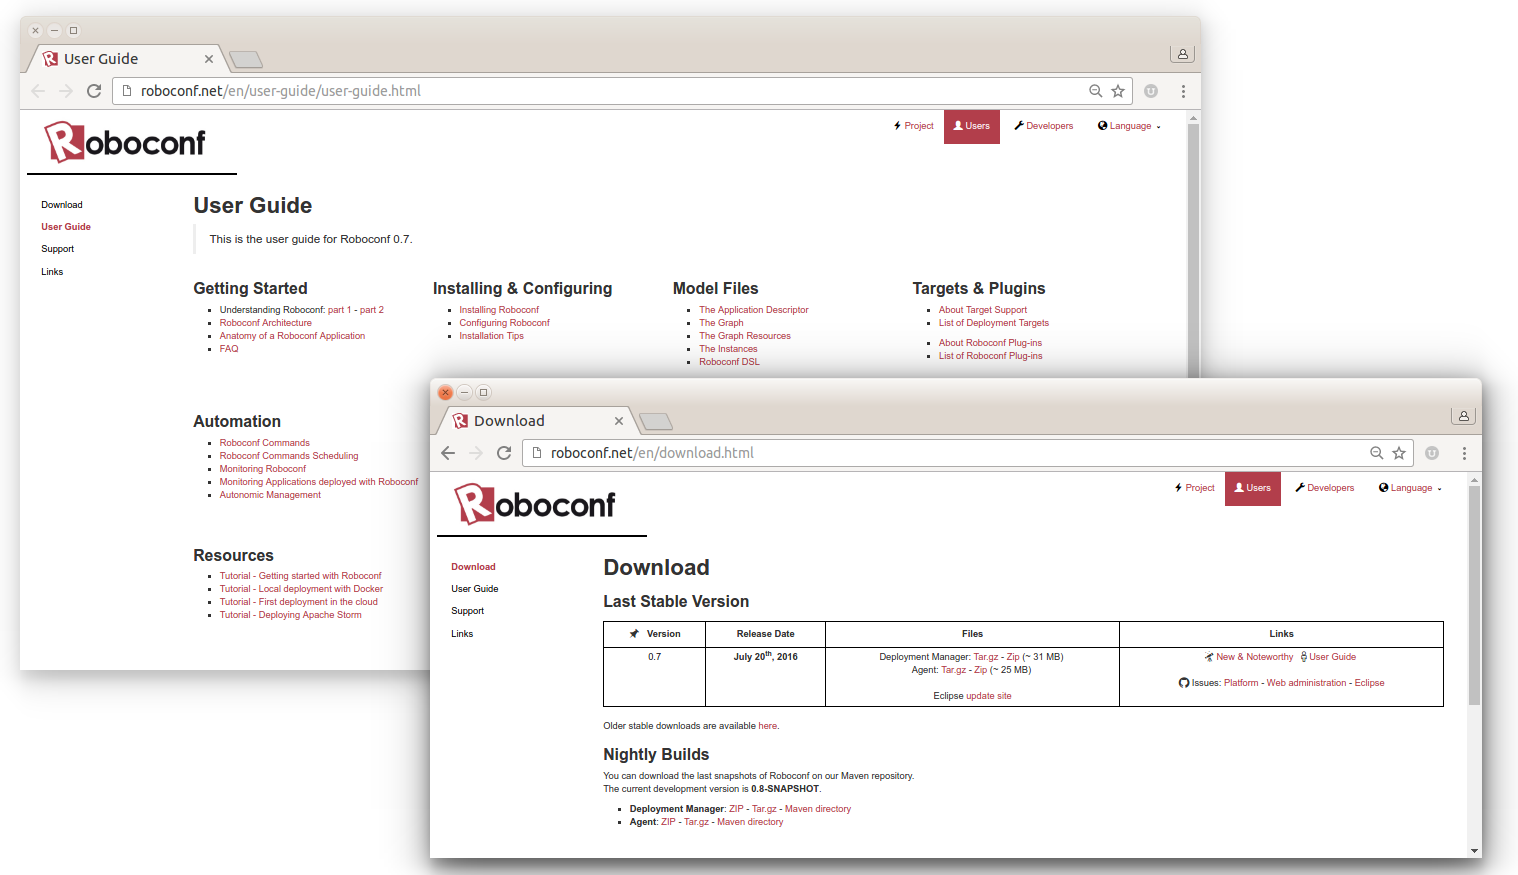 User Guide
roboconf.net/en/user-guide/user-guide.html
Roboconf
Project
Users
Developers
Language
Download
User Guide
Support
Links
User Guide
This is the user guide for Roboconf 0.7.
Getting Started
Understanding Roboconf: part 1 - part 2
Roboconf Architecture
Anatomy of a Roboconf Application
FAQ
Installing & Configuring
Installing Roboconf
Configuring Roboconf
Installation Tips
Model Files
The Application Descriptor
The Graph
The Graph Resources
The Instances
Roboconf DSL
Targets & Plugins
About Target Support
List of Deployment Targets
About Roboconf Plug-ins
List of Roboconf Plug-ins
Automation
Roboconf Commands
Roboconf Commands Scheduling
Monitoring Roboconf
Monitoring Applications deployed with Roboconf
Autonomic Management
Resources
Tutorial - Getting started with Roboconf
Tutorial - Local deployment with Docker
Tutorial - First deployment in the cloud
Tutorial - Deploying Apache Storm
Download
roboconf.net/en/download.html
Roboconf
Project
Users
Developers
Language
Download
User Guide
Support
Links
Download
Last Stable Version
Version
Release Date
Files
Links
0.7
July 20th, 2016
Deployment Manager: Tar.gz - Zip (~ 31 MB)
Agent: Tar.gz - Zip (~ 25 MB)
Eclipse update site
New & Noteworthy User Guide
Issues: Platform - Web administration - Eclipse
Older stable downloads are available here.
Nightly Builds
You can download the last snapshots of Roboconf on our Maven repository.
The current development version is 0.8-SNAPSHOT.
Deployment Manager: ZIP - Tar.gz - Maven directory
Agent: ZIP - Tar.gz - Maven directory